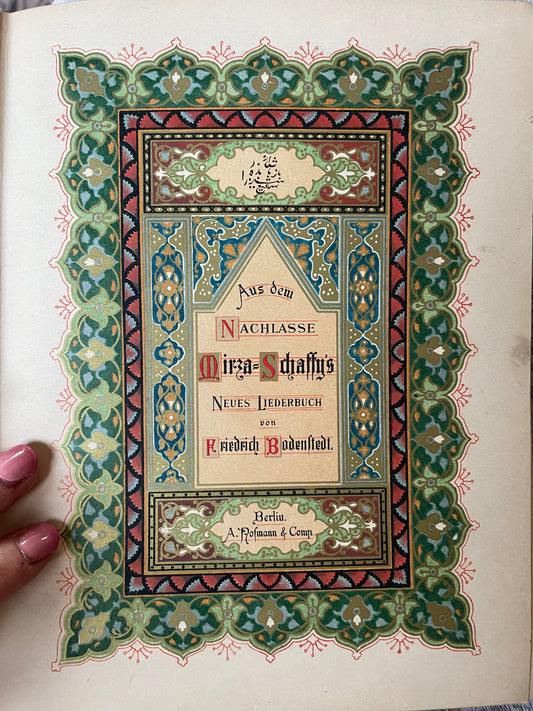 Aus dem
Nachlasse
Mirza-Schaffy's
Neues Liederbuch
von
Friedrich Bodenstedt.
Berlin.
A. Hofmann & Comp.